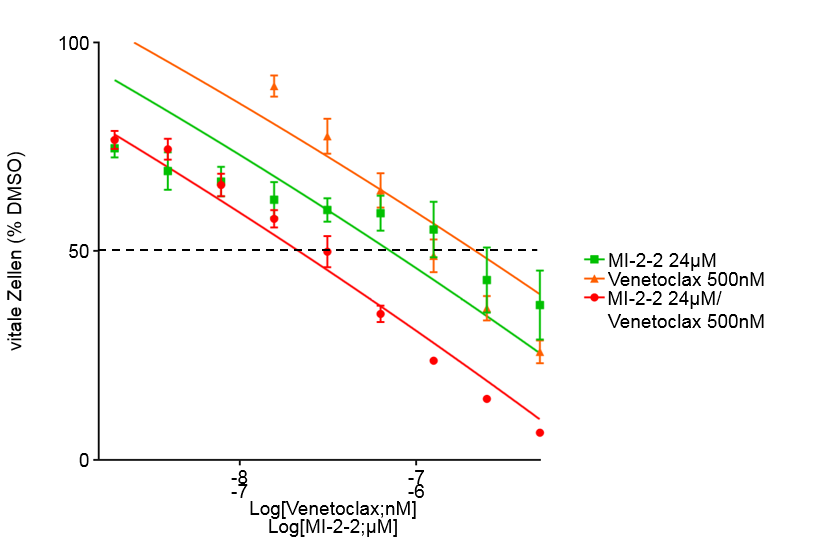 100
50
0
vitale Zellen (% DMSO)
-8
-7
-7
-6
Log[Venetoclax;nM]
Log[MI-2-2;µM]
MI-2-2 24µM
Venetoclax 500nM
MI-2-2 24µM/
Venetoclax 500nM